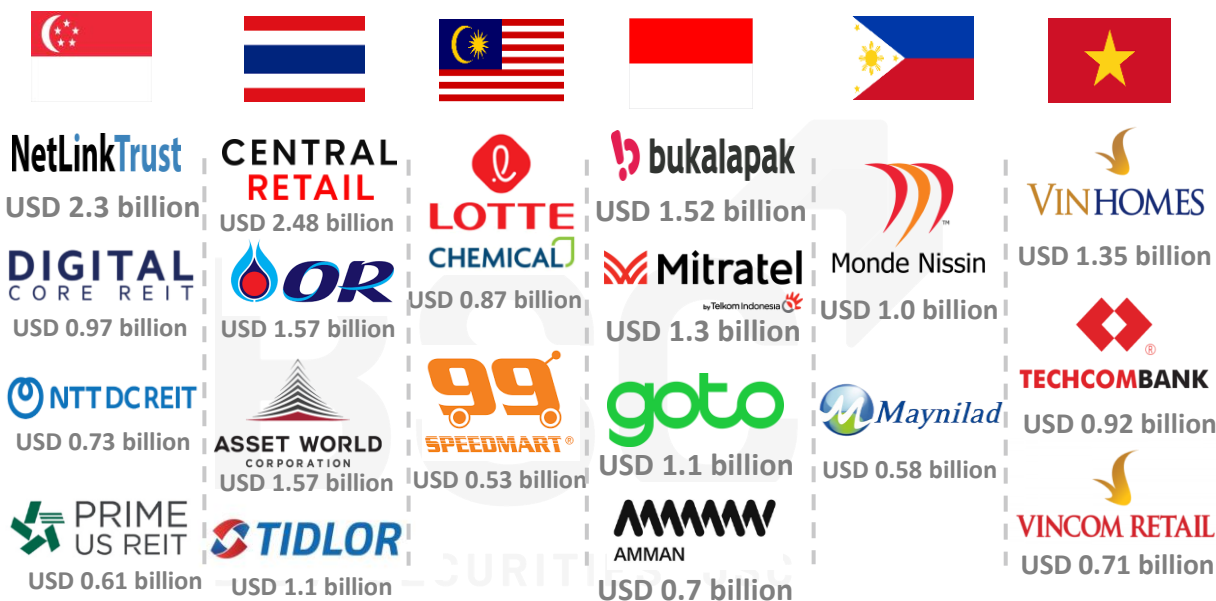 NetLinkTrust
USD 2.3 billion
DIGITAL
CORE REIT
USD 0.97 billion
NTT DC REIT
USD 0.73 billion
PRIME
US REIT
USD 0.61 billion
CENTRAL
RETAIL
USD 2.48 billion
OR
USD 1.57 billion
ASSET WORLD
CORPORATION
USD 1.57 billion
TIDLOR
USD 1.1 billion
LOTTE
CHEMICAL
USD 0.87 billion
99
SPEEDMART®
USD 0.53 billion
bukalapak
USD 1.52 billion
Mitratel
by Telkom Indonesia
USD 1.3 billion
goto
USD 1.1 billion
AMMAN
USD 0.7 billion
Monde Nissin
™
USD 1.0 billion
Maynilad
USD 0.58 billion
VINHOMES
USD 1.35 billion
®
TECHCOMBANK
USD 0.92 billion
VINCOM RETAIL
USD 0.71 billion
BSC